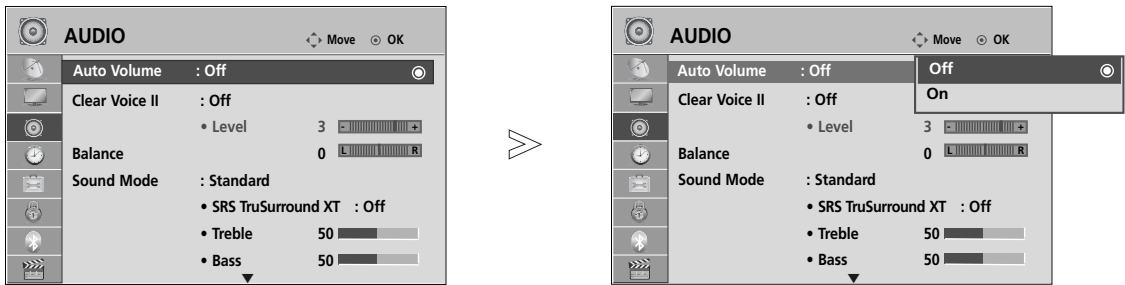 AUDIO
Move OK
Auto Volume : Off
Clear Voice II : Off
• Level 3 - +
Balance 0 L R
Sound Mode : Standard
• SRS TruSurround XT : Off
• Treble 50
• Bass 50
AUDIO
Move OK
Auto Volume : Off
Off
On
Clear Voice II : Off
• Level 3 - +
Balance 0 L R
Sound Mode : Standard
• SRS TruSurround XT : Off
• Treble 50
• Bass 50